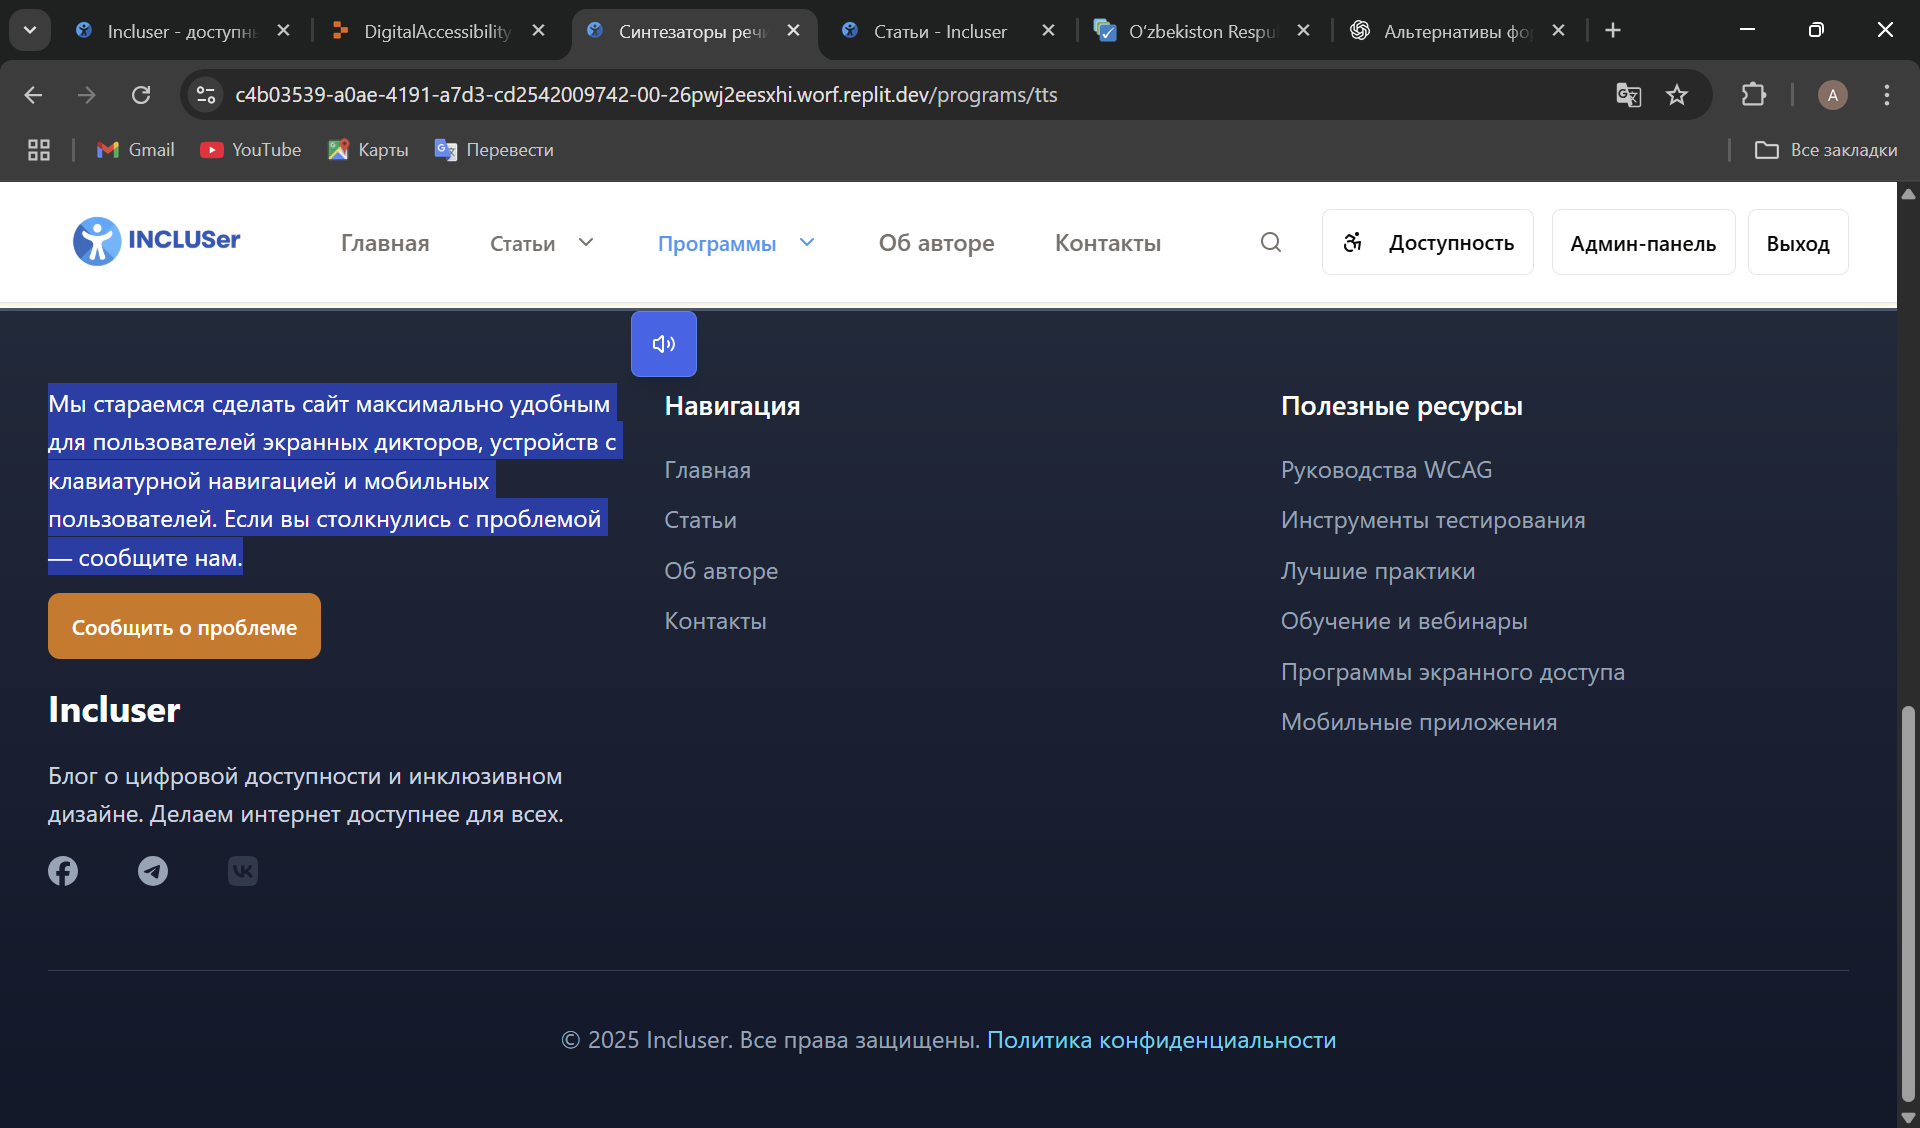 Incluser - доступн
DigitalAccessibility
Синтезаторы речи
Статьи - Incluser
O‘zbekiston Respu
Альтернативы фо
c4b03539-a0ae-4191-a7d3-cd2542009742-00-26pwj2eesxhi.worf.replit.dev/programs/tts
A
Gmail
YouTube
Карты
Перевести
Все закладки
INCLUSer
Главная
Статьи
Программы
Об авторе
Контакты
Доступность
Админ-панель
Выход
Мы стараемся сделать сайт максимально удобным
для пользователей экранных дикторов, устройств с
клавиатурной навигацией и мобильных
пользователей. Если вы столкнулись с проблемой
— сообщите нам.
Сообщить о проблеме
Incluser
Блог о цифровой доступности и инклюзивном
дизайне. Делаем интернет доступнее для всех.
Навигация
Главная
Статьи
Об авторе
Контакты
Полезные ресурсы
Руководства WCAG
Инструменты тестирования
Лучшие практики
Обучение и вебинары
Программы экранного доступа
Мобильные приложения
© 2025 Incluser. Все права защищены. Политика конфиденциальности